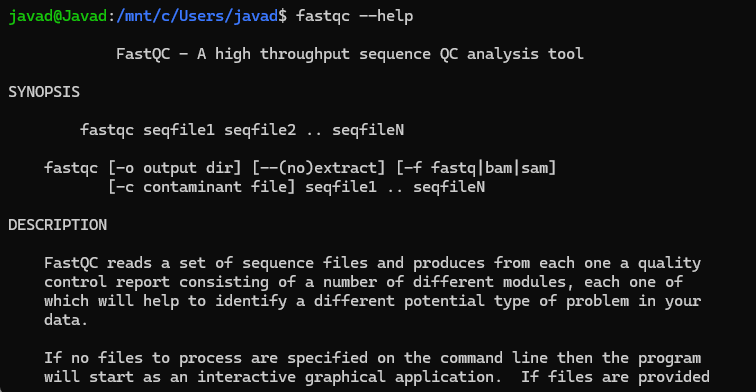 javad@Javad:/mnt/c/Users/javad$ fastqc --help
FastQC - A high throughput sequence QC analysis tool
SYNOPSIS
fastqc seqfile1 seqfile2 .. seqfileN
fastqc [-o output dir] [--(no)extract] [-f fastq|bam|sam]
[-c contaminant file] seqfile1 .. seqfileN
DESCRIPTION
FastQC reads a set of sequence files and produces from each one a quality
control report consisting of a number of different modules, each one of
which will help to identify a different potential type of problem in your
data.
If no files to process are specified on the command line then the program
will start as an interactive graphical application.  If files are provided